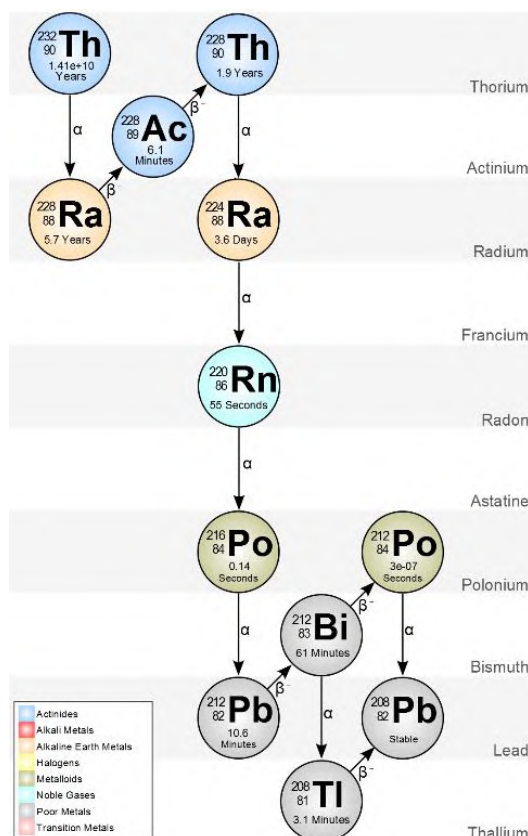 232
90
Th
1.41e+10
Years
228
90
Th
1.9 Years
Thorium
α
β⁻
α
228
89
Ac
6.1
Minutes
Actinium
β
228
88
Ra
5.7 Years
224
88
Ra
3.6 Days
Radium
α
Francium
220
86
Rn
55 Seconds
Radon
α
Astatine
216
84
Po
0.14
Seconds
212
84
Po
3e-07
Seconds
Polonium
α
β⁻
α
212
83
Bi
61 Minutes
Bismuth
β⁻
212
82
Pb
10.6
Minutes
α
208
82
Pb
Stable
Lead
β⁻
208
81
Tl
3.1 Minutes
Thallium
Actinides
Alkali Metals
Alkaline Earth Metals
Halogens
Metalloids
Noble Gases
Poor Metals
Transition Metals